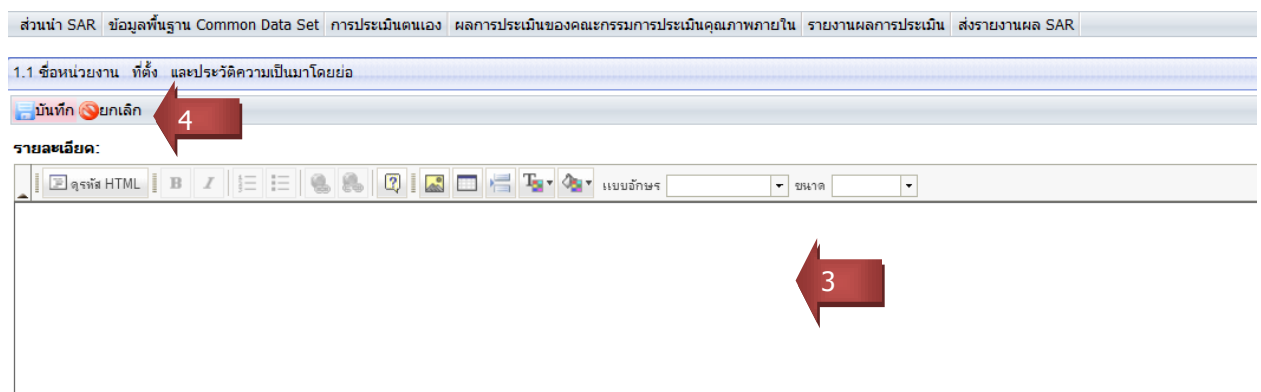 ส่วนนำ SAR ข้อมูลพื้นฐาน Common Data Set การประเมินตนเอง ผลการประเมินของคณะกรรมการประเมินคุณภาพภายใน รายงานผลการประเมิน ส่งรายงานผล SAR
1.1 ชื่อหน่วยงาน ที่ตั้ง และประวัติความเป็นมาโดยย่อ
บันทึก ยกเลิก
4
รายละเอียด:
ดูรหัส HTML B I แบบอักษร ขนาด
3